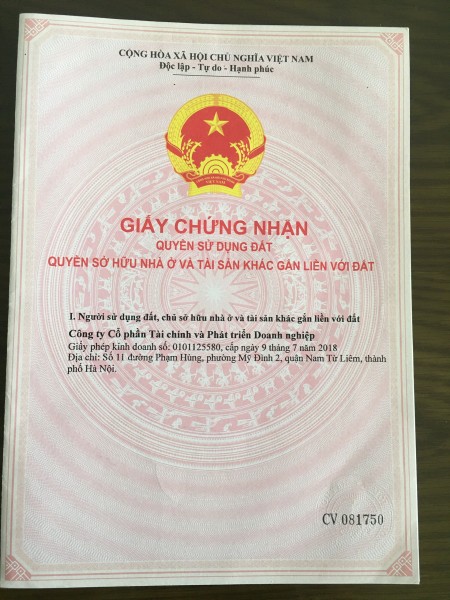 CỘNG HÒA XÃ HỘI CHỦ NGHĨA VIỆT NAM
Độc lập - Tự do - Hạnh phúc
VIỆT NAM
GIẤY CHỨNG NHẬN
QUYỀN SỬ DỤNG ĐẤT
QUYỀN SỞ HỮU NHÀ Ở VÀ TÀI SẢN KHÁC GẮN LIỀN VỚI ĐẤT
I. Người sử dụng đất, chủ sở hữu nhà ở và tài sản khác gắn liền với đất
Công ty Cổ phần Tài chính và Phát triển Doanh nghiệp
Giấy phép kinh doanh số: 0101125580, cấp ngày 9 tháng 7 năm 2018
Địa chỉ: Số 11 đường Phạm Hùng, phường Mỹ Đình 2, quận Nam Từ Liêm, thành
phố Hà Nội.
CV 081750